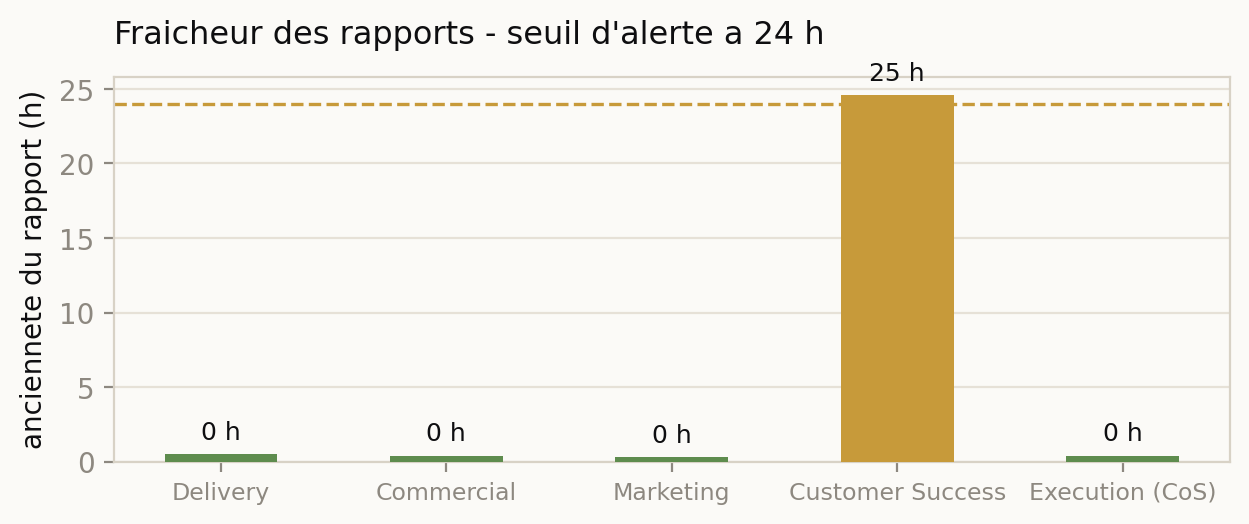 Fraicheur des rapports - seuil d'alerte a 24 h
anciennete du rapport (h)
25
20
15
10
5
0
0 h
0 h
0 h
25 h
0 h
Delivery
Commercial
Marketing
Customer Success
Execution (CoS)